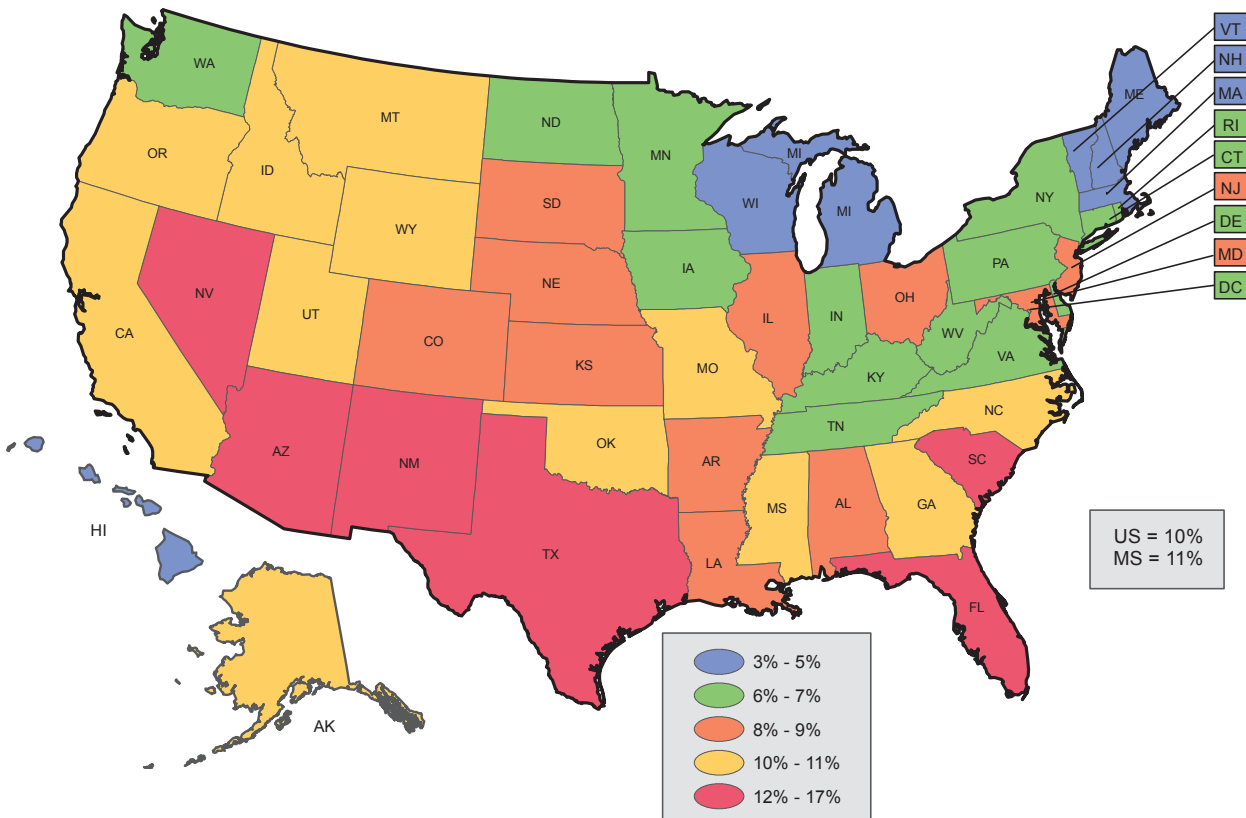 VT
NH
MA
RI
CT
NJ
DE
MD
DC
WA
OR
CA
NV
ID
MT
WY
UT
AZ
NM
CO
ND
SD
NE
KS
OK
TX
MN
IA
MO
AR
LA
WI
MI
MI
IL
IN
OH
KY
TN
MS
AL
GA
FL
SC
NC
VA
WV
PA
NY
ME
HI
AK
US = 10%
MS = 11%
3% - 5%
6% - 7%
8% - 9%
10% - 11%
12% - 17%